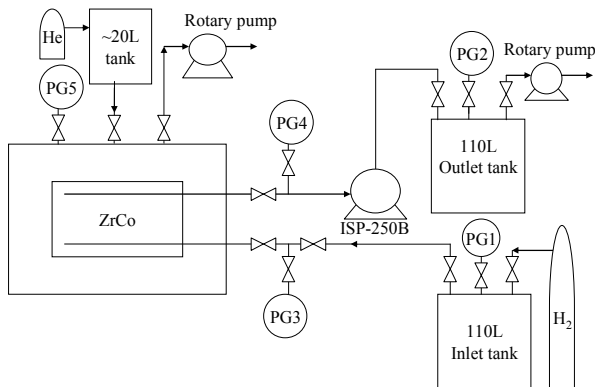 He
~20L
tank
Rotary pump
PG5
PG4
PG2
Rotary pump
110L
Outlet tank
ZrCo
ISP-250B
PG3
PG1
110L
Inlet tank
H2